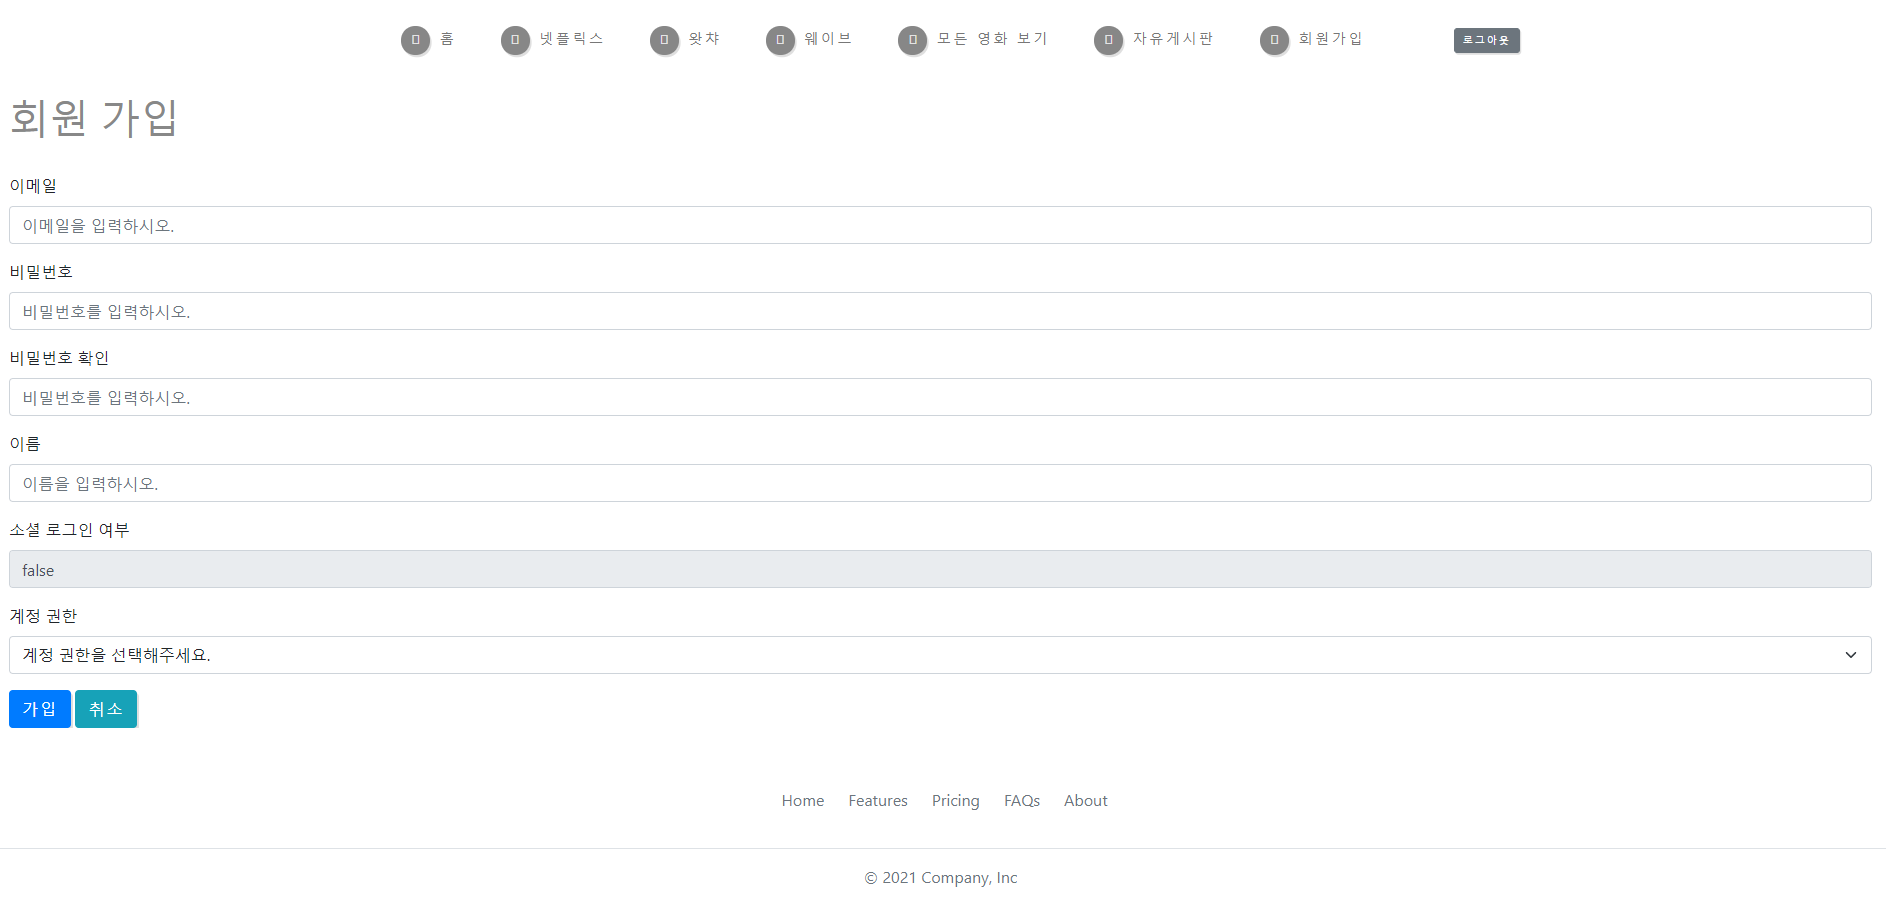 홈 넷플릭스 왓챠 웨이브 모든 영화 보기 자유게시판 회원가입 로그아웃
회원 가입
이메일
이메일을 입력하시오.
비밀번호
비밀번호를 입력하시오.
비밀번호 확인
비밀번호를 입력하시오.
이름
이름을 입력하시오.
소셜 로그인 여부
false
계정 권한
계정 권한을 선택해주세요.
가입 취소
Home Features Pricing FAQs About
© 2021 Company, Inc